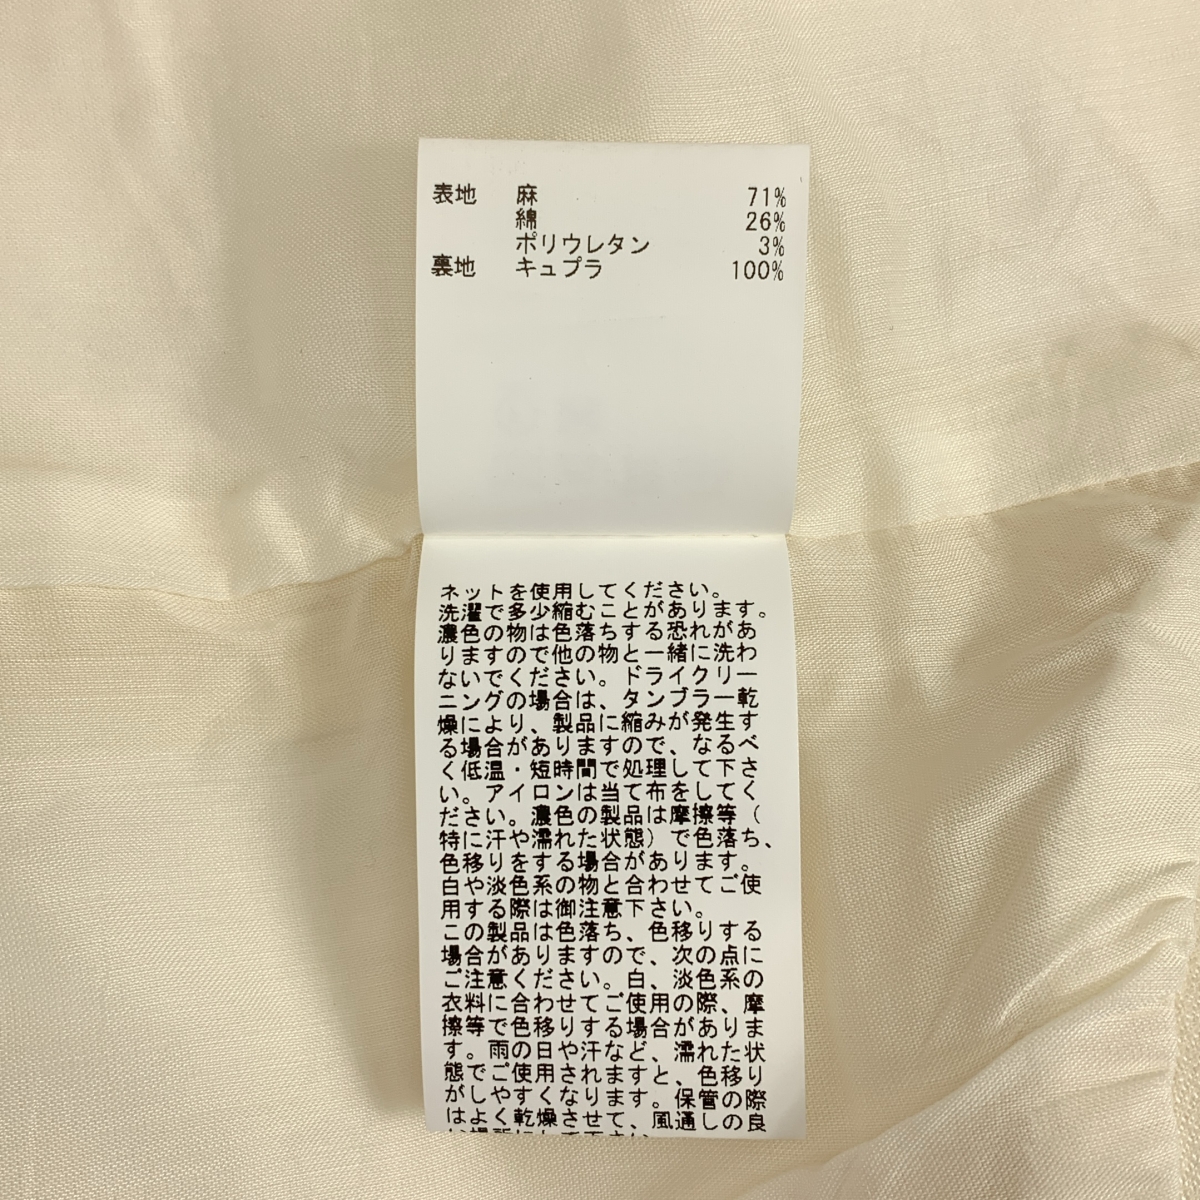 表地 麻 71%
綿 26%
ポリウレタン 3%
裏地 キュプラ 100%
ネットを使用してください。
洗濯で多少縮むことがあります。
濃色の物は色落ちする恐れがあ
りますので他の物と一緒に洗わ
ないでください。ドライクリー
ニングの場合は、タンブラー乾
燥により、製品に縮みが発生す
る場合がありますので、なるべ
く低温・短時間で処理して下さ
い。アイロンは当て布をしてく
ださい。濃色の製品は摩擦等（
特に汗や濡れた状態）で色落ち、
色移りをする場合があります。
白や淡色系の物と合わせてご使
用する際は御注意下さい。
この製品は色落ち、色移りする
場合がありますので、次の点に
ご注意ください。白、淡色系の
衣料に合わせてご使用の際、摩
擦等で色移りする場合がありま
す。雨の日や汗など、濡れた状
態でご使用されますと、色移り
がしやすくなります。保管の際
はよく乾燥させて、風通しの良
い場所にして下さい。